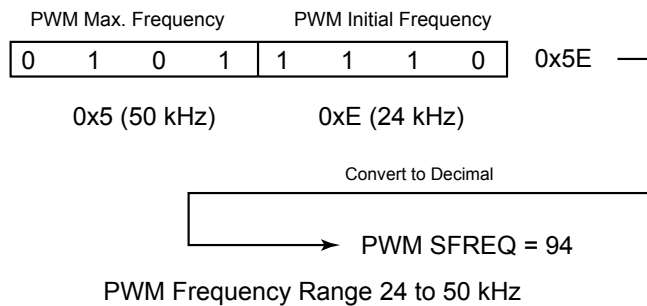 PWM Max. Frequency PWM Initial Frequency
0 1 0 1 1 1 1 0 0x5E
0x5 (50 kHz) 0xE (24 kHz)
Convert to Decimal
PWM SFREQ = 94
PWM Frequency Range 24 to 50 kHz